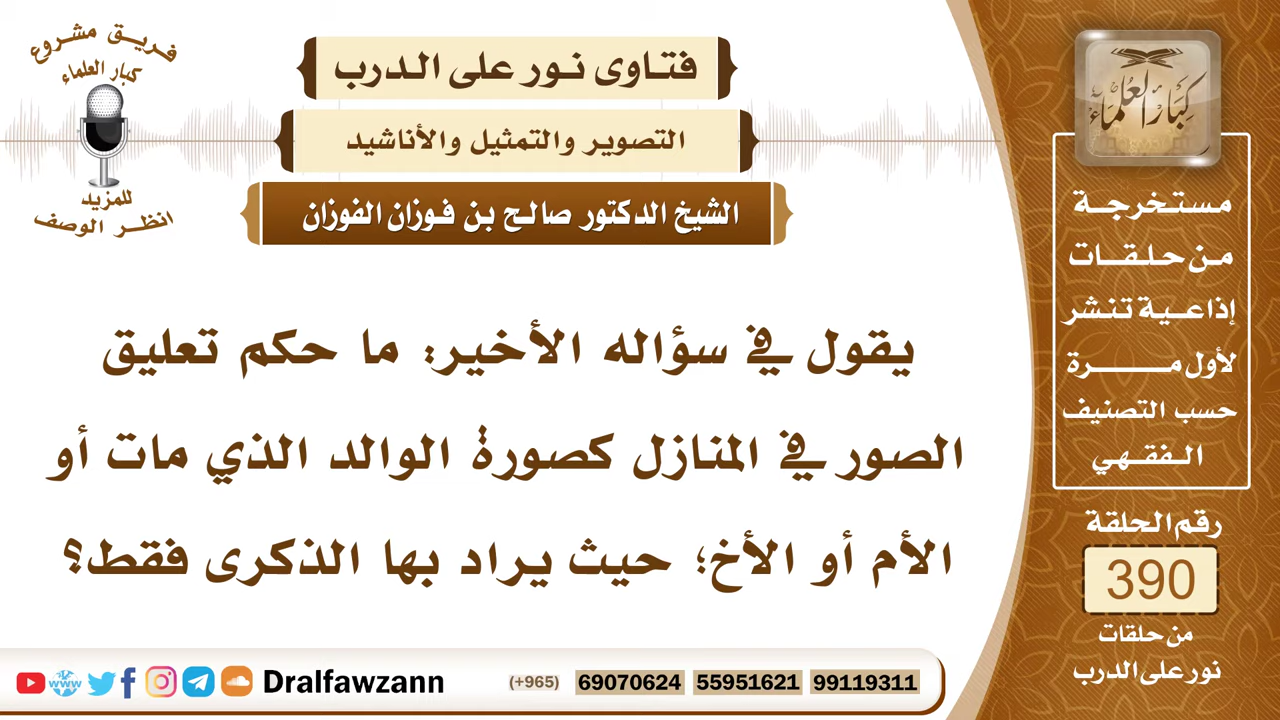 فريق مشروع
كبار العلماء
للمزيد
انظر الوصف
فتاوى نور على الدرب
التصوير والتمثيل والأناشيد
الشيخ الدكتور صالح بن فوزان الفوزان
يقول في سؤاله الأخير: ما حكم تعليق
الصور في المنازل كصورة الوالد الذي مات أو
الأم أو الأخ؛ حيث يراد بها الذكرى فقط؟
كبار العلماء
مستخرجة
من حلقات
إذاعية تنشر
لأول مرة
حسب التصنيف
الفقهي
رقم الحلقة
390
من حلقات
نور على الدرب
www Dralfawzann (+965) 69070624 55951621 99119311